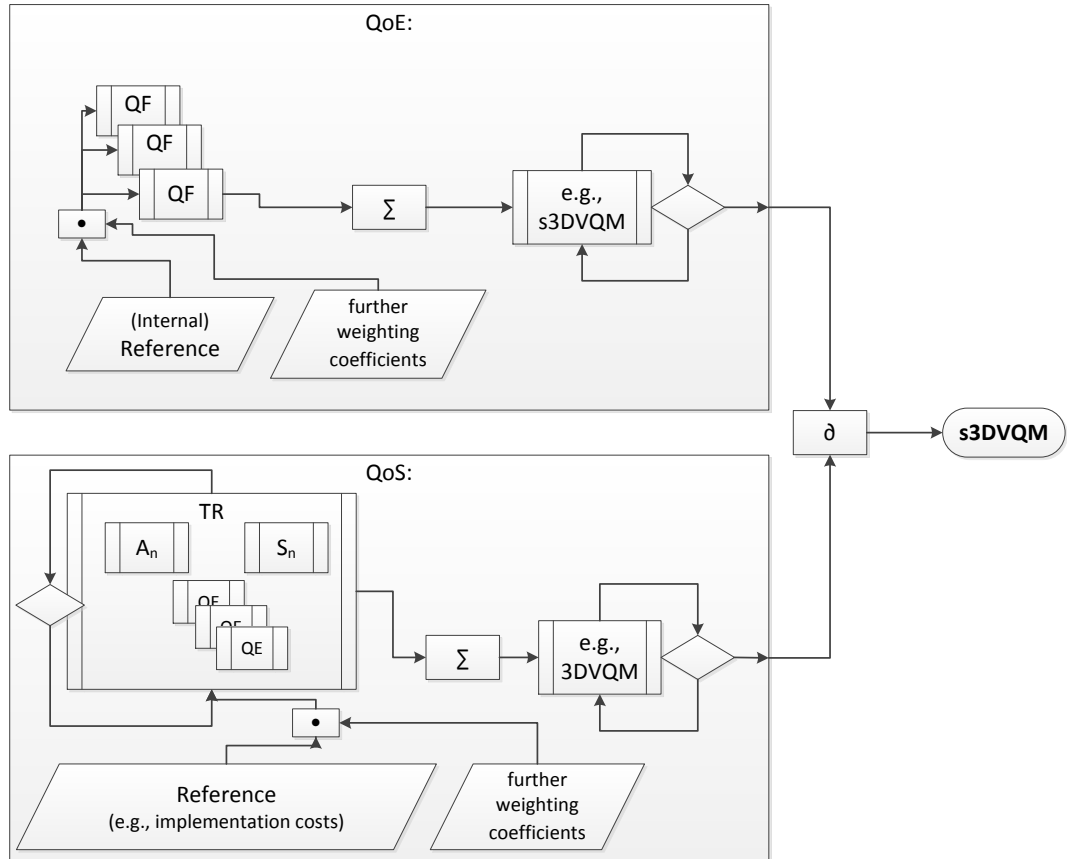 QoE:
QF
QF
QF
•
Σ
e.g.,
s3DVQM
(Internal)
Reference
further
weighting
coefficients
∂
s3DVQM
QoS:
TR
Aₙ
Sₙ
QE
QE
Σ
e.g.,
3DVQM
•
Reference
(e.g., implementation costs)
further
weighting
coefficients